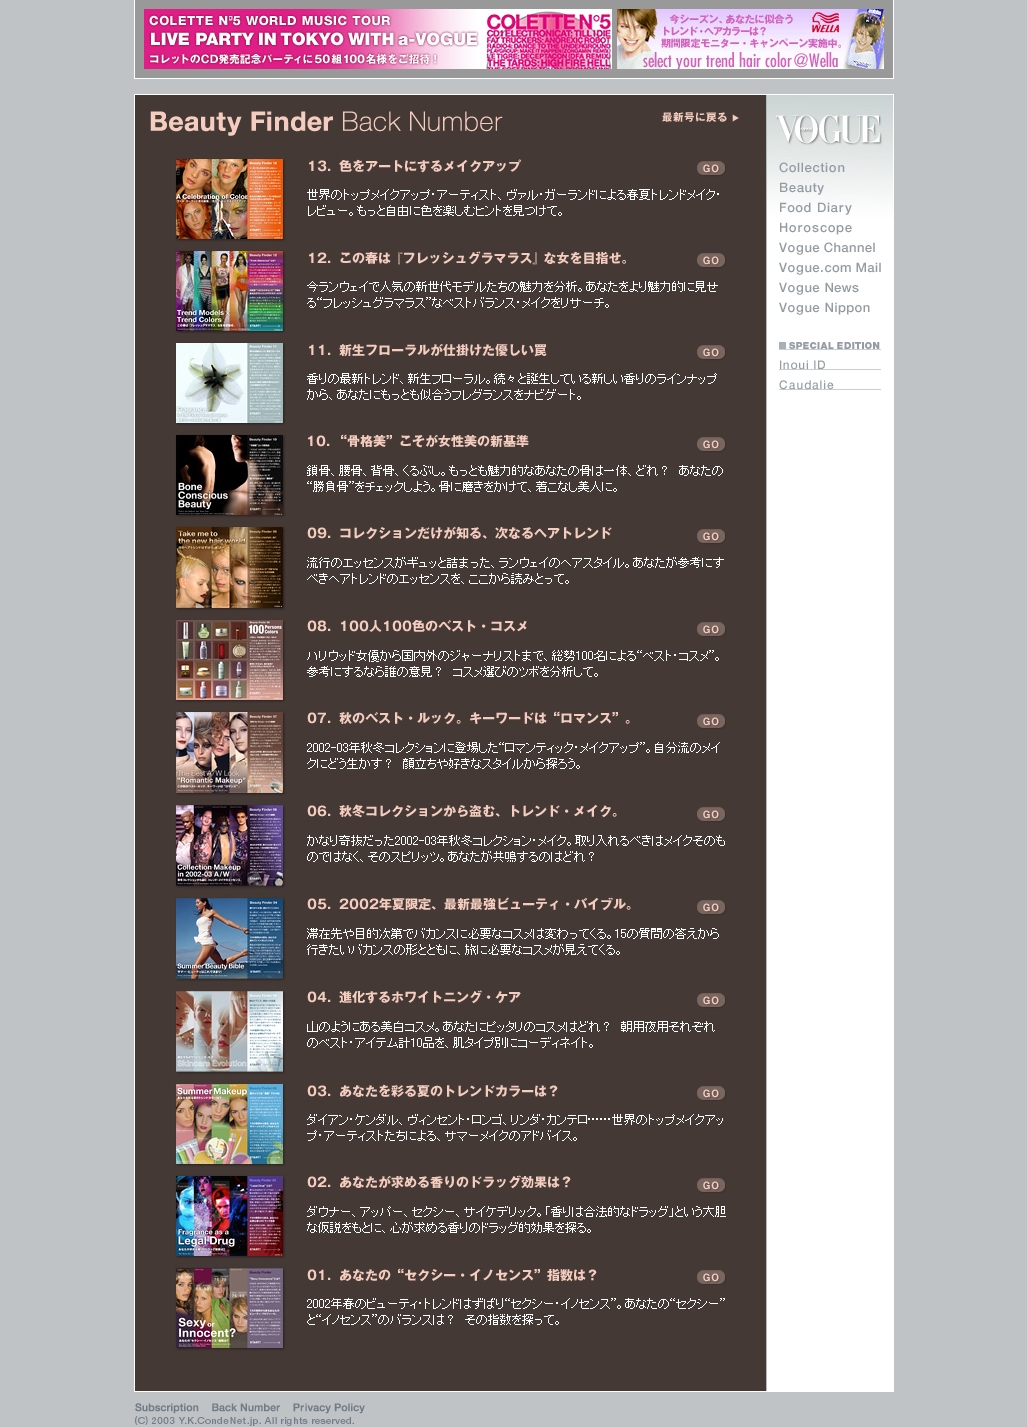 COLETTE Nº5 WORLD MUSIC TOUR
LIVE PARTY IN TOKYO WITH a-VOGUE
コレットのCD発売記念パーティに50組100名様をご招待！
COLETTE Nº5
今シーズン、あなたに似合う
トレンド・ヘアカラーは？
期間限定モニター・キャンペーン実施中。
select your trend hair color@Wella
WELLA
Beauty Finder Back Number
最新号に戻る
VOGUE
Collection
Beauty
Food Diary
Horoscope
Vogue Channel
Vogue.com Mail
Vogue News
Vogue Nippon
SPECIAL EDITION
Inoui ID
Caudalie
A Celebration of Color
13. 色をアートにするメイクアップ
GO
世界のトップメイクアップ・アーティスト、ヴァル・ガーランドによる春夏トレンドメイク・
レビュー。もっと自由に色を楽しむヒントを見つけて。
Trend Models
Trend Colors
12. この春は『フレッシュグラマラス』な女を目指せ。
GO
今ランウェイで人気の新世代モデルたちの魅力を分析。あなたをより魅力的に見せ
る“フレッシュグラマラス”なベストバランス・メイクをリサーチ。
11. 新生フローラルが仕掛けた優しい罠
GO
香りの最新トレンド、新生フローラル。続々と誕生している新しい香りのラインナップ
から、あなたにもっとも似合うフレグランスをナビゲート。
Bone
Conscious
Beauty
10. “骨格美”こそが女性美の新基準
GO
鎖骨、腰骨、背骨、くるぶし。もっとも魅力的なあなたの骨は一体、どれ？ あなたの
“勝負骨”をチェックしよう。骨に磨きをかけて、着こなし美人に。
Take me to
the new hair world
09. コレクションだけが知る、次なるヘアトレンド
GO
流行のエッセンスがギュッと詰まった、ランウェイのヘアスタイル。あなたが参考にす
べきヘアトレンドのエッセンスを、ここから読みとって。
100 Persons
Colors
08. 100人100色のベスト・コスメ
GO
ハリウッド女優から国内外のジャーナリストまで、総勢100名による“ベスト・コスメ”。
参考にするなら誰の意見？ コスメ選びのツボを分析して。
The Best A/W Look
"Romantic Makeup"
07. 秋のベスト・ルック。キーワードは“ロマンス”。
GO
2002-03年秋冬コレクションに登場した“ロマンティック・メイクアップ”。自分流のメイ
クにどう生かす？ 顔立ちや好きなスタイルから探ろう。
Collection Makeup
in 2002-03 A/W
06. 秋冬コレクションから盗む、トレンド・メイク。
GO
かなり奇抜だった2002-03年秋冬コレクション・メイク。取り入れるべきはメイクそのも
のではなく、そのスピリッツ。あなたが共鳴するのはどれ？
Summer Beauty Bible
05. 2002年夏限定、最新最強ビューティ・バイブル。
GO
滞在先や目的次第でバカンスに必要なコスメは変わってくる。15の質問の答えから
行きたいバカンスの形とともに、旅に必要なコスメが見えてくる。
Skincare Evolution
04. 進化するホワイトニング・ケア
GO
山のようにある美白コスメ。あなたにピッタリのコスメはどれ？ 朝用夜用それぞれ
のベスト・アイテム計10品を、肌タイプ別にコーディネイト。
Summer Makeup
03. あなたを彩る夏のトレンドカラーは？
GO
ダイアン・ケンダル、ヴィンセント・ロンゴ、リンダ・カンテロ……世界のトップメイクアッ
プ・アーティストたちによる、サマーメイクのアドバイス。
Fragrance as a
Legal Drug
02. あなたが求める香りのドラッグ効果は？
GO
ダウナー、アッパー、セクシー、サイケデリック。「香りは合法的なドラッグ」という大胆
な仮説をもとに、心が求める香りのドラッグ的効果を探る。
Sexy or
Innocent?
01. あなたの“セクシー・イノセンス”指数は？
GO
2002年春のビューティ・トレンドはずばり“セクシー・イノセンス”。あなたの“セクシー”
と“イノセンス”のバランスは？ その指数を探って。
Subscription Back Number Privacy Policy
(C) 2003 Y.K.CondeNet.jp. All rights reserved.